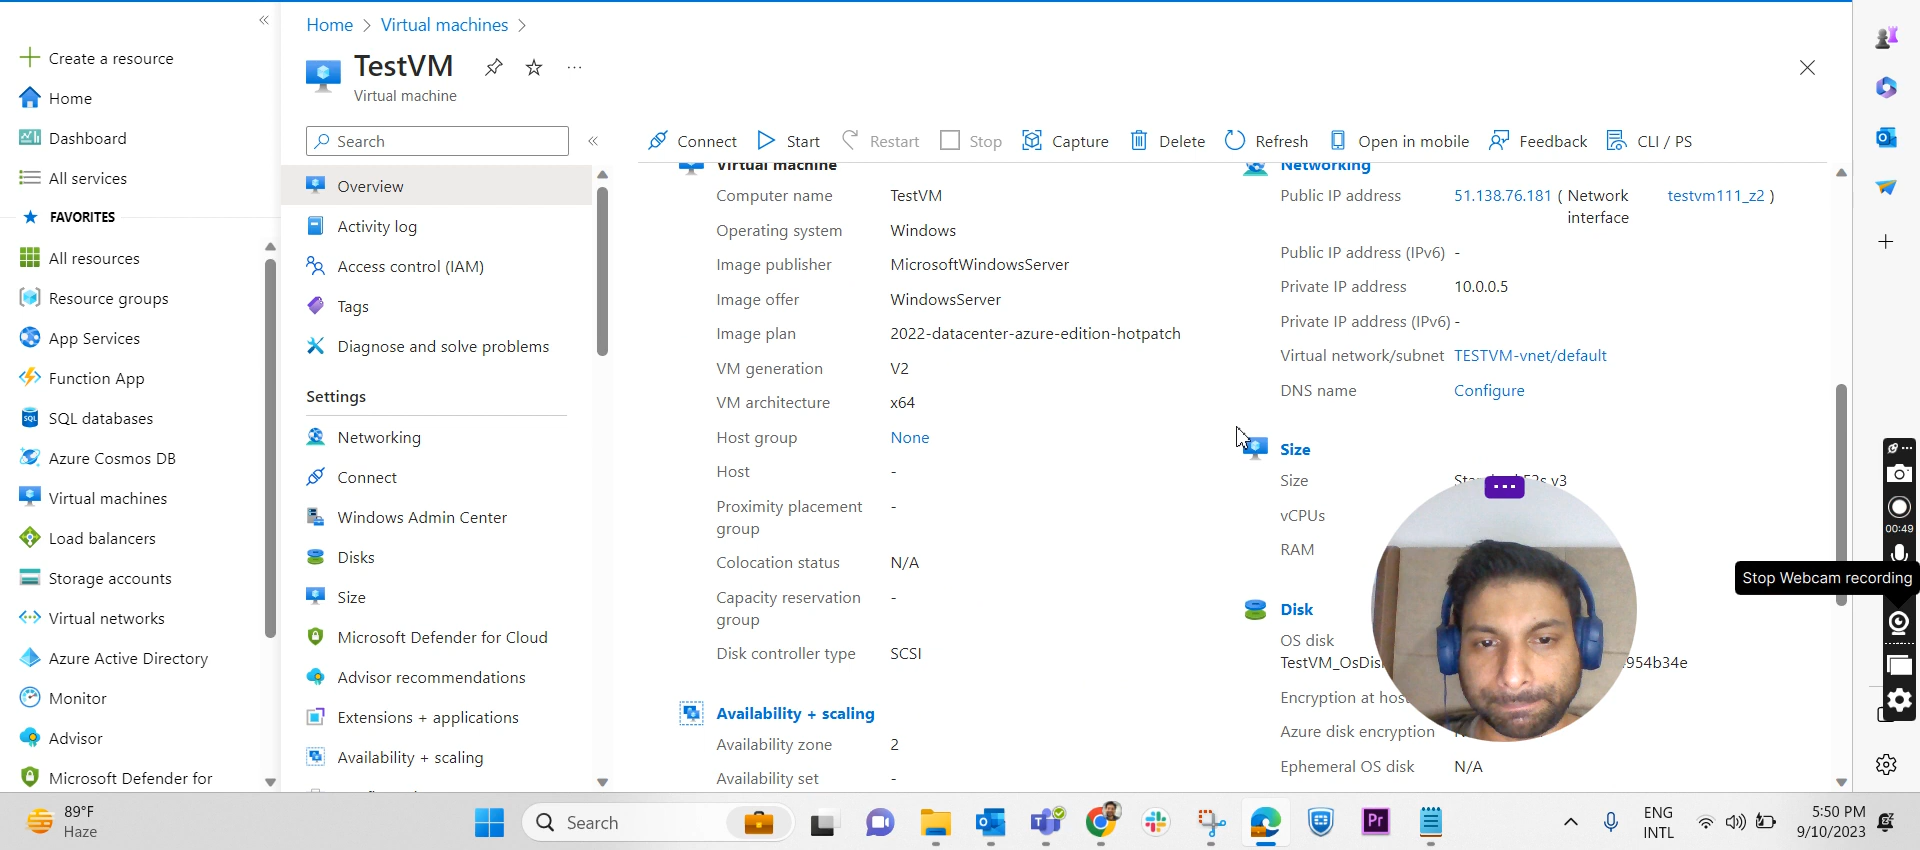 Home > Virtual machines >
TestVM
Virtual machine
Create a resource
Home
Dashboard
All services
FAVORITES
All resources
Resource groups
App Services
Function App
SQL databases
Azure Cosmos DB
Virtual machines
Load balancers
Storage accounts
Virtual networks
Azure Active Directory
Monitor
Advisor
Microsoft Defender for
Search
Overview
Activity log
Access control (IAM)
Tags
Diagnose and solve problems
Settings
Networking
Connect
Windows Admin Center
Disks
Size
Microsoft Defender for Cloud
Advisor recommendations
Extensions + applications
Availability + scaling
Connect Start Restart Stop Capture Delete Refresh Open in mobile Feedback CLI / PS
Virtual machine
Computer name TestVM
Operating system Windows
Image publisher MicrosoftWindowsServer
Image offer WindowsServer
Image plan 2022-datacenter-azure-edition-hotpatch
VM generation V2
VM architecture x64
Host group None
Host -
Proximity placement -
group
Colocation status N/A
Capacity reservation -
group
Disk controller type SCSI
Availability + scaling
Availability zone 2
Availability set -
Networking
Public IP address 51.138.76.181 ( Network testvm111_z2 )
interface
Public IP address (IPv6) -
Private IP address 10.0.0.5
Private IP address (IPv6) -
Virtual network/subnet TESTVM-vnet/default
DNS name Configure
Size
Size v3
vCPUs
RAM
Disk
OS disk
TestVM_OsDis 954b34e
Encryption at hos
Azure disk encryption
Ephemeral OS disk N/A
00:49
Stop Webcam recording
89°F
Haze
Search
Pr
ENG
INTL
5:50 PM
9/10/2023